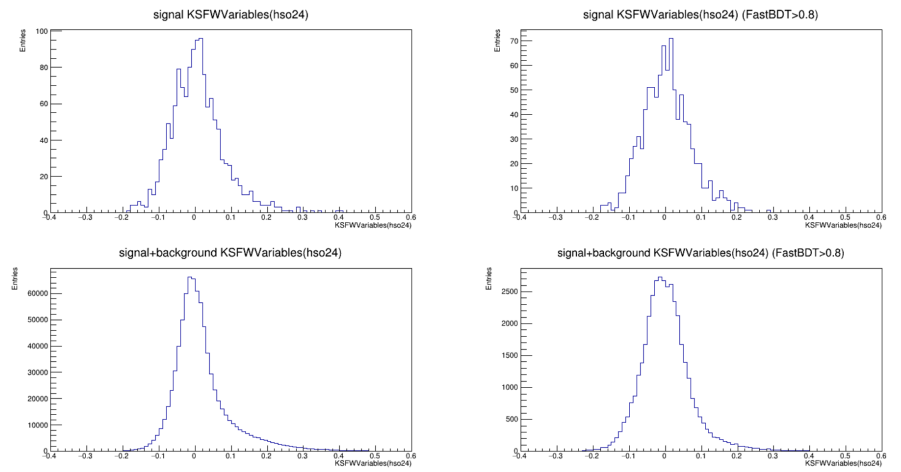 signal KSFWVariables(hso24)
Entries
100
80
60
40
20
0
−0.4 −0.3 −0.2 −0.1 0 0.1 0.2 0.3 0.4 0.5 0.6
KSFWVariables(hso24)
signal KSFWVariables(hso24) (FastBDT>0.8)
Entries
70
60
50
40
30
20
10
0
−0.4 −0.3 −0.2 −0.1 0 0.1 0.2 0.3 0.4 0.5 0.6
KSFWVariables(hso24)
signal+background KSFWVariables(hso24)
Entries
60000
50000
40000
30000
20000
10000
0
−0.4 −0.3 −0.2 −0.1 0 0.1 0.2 0.3 0.4 0.5 0.6
KSFWVariables(hso24)
signal+background KSFWVariables(hso24) (FastBDT>0.8)
Entries
2500
2000
1500
1000
500
0
−0.4 −0.3 −0.2 −0.1 0 0.1 0.2 0.3 0.4 0.5 0.6
KSFWVariables(hso24)